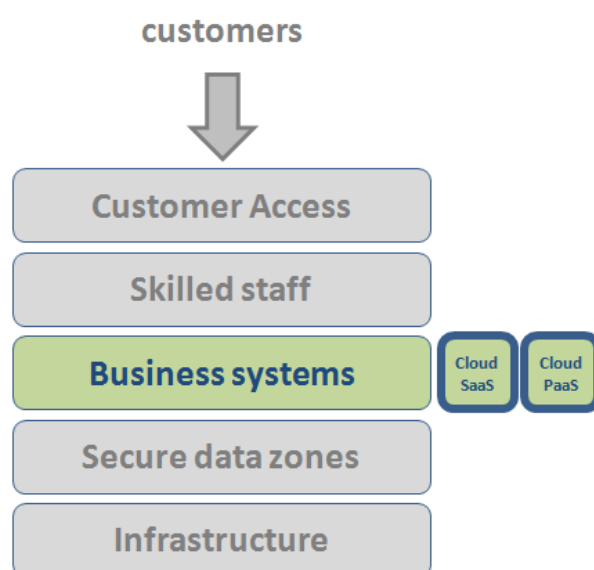 customers
Customer Access
Skilled staff
Business systems
Cloud
SaaS
Cloud
PaaS
Secure data zones
Infrastructure